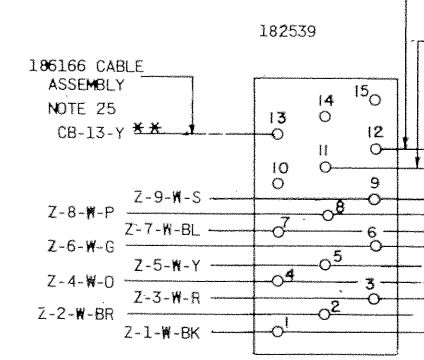 182539
186166 CABLE
ASSEMBLY
NOTE 25
CB-13-Y **
15
14
13
12
11
10
9
Z-9-W-S
Z-8-W-P
8
7
Z-7-W-BL
6
Z-6-W-G
5
Z-5-W-Y
4
Z-4-W-O
3
Z-3-W-R
2
Z-2-W-BR
1
Z-1-W-BK